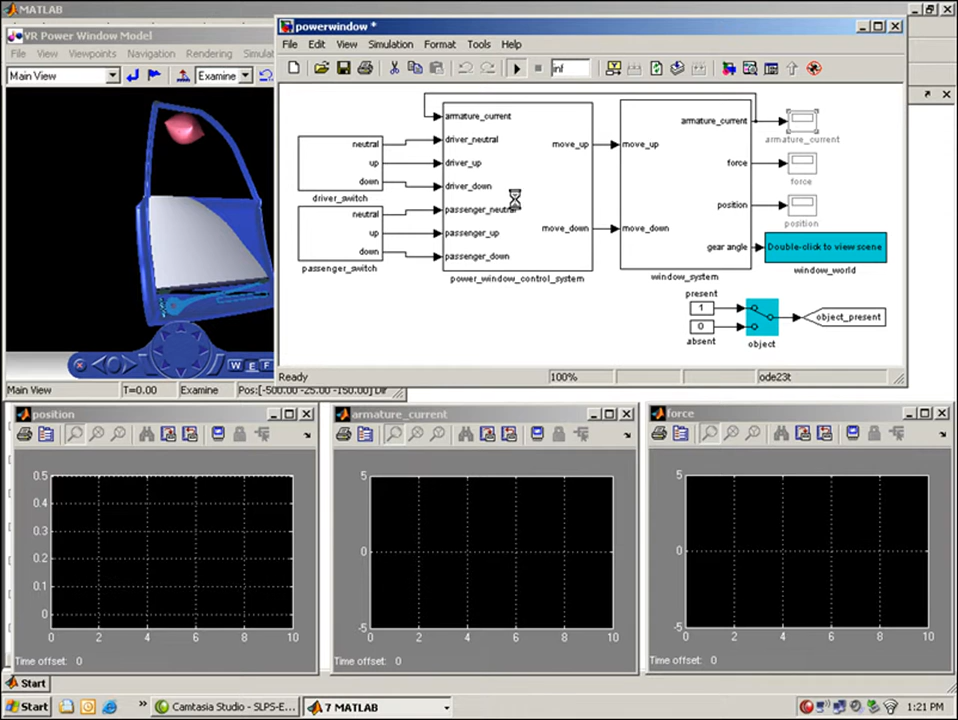 MATLAB
VR Power Window Model
File View Viewpoints Navigation Rendering Simula
Main View Examine
powerwindow *
File Edit View Simulation Format Tools Help
inf
armature_current
driver_neutral
driver_up
driver_down
passenger_neutral
passenger_up
passenger_down
move_up
move_down
power_window_control_system
neutral
up
down
driver_switch
neutral
up
down
passenger_switch
move_up
move_down
armature_current
force
position
gear angle
window_system
armature_current
force
position
Double-click to view scene
window_world
present
1
0
absent
object
object_present
Ready 100% ode23t
W E F
Main View T=0.00 Examine Pos:[-500.00 -25.00 -150.00] Dir
position
0.5
0.4
0.3
0.2
0.1
0
0 2 4 6 8 10
Time offset: 0
armature_current
5
0
-5
0 2 4 6 8 10
Time offset: 0
force
5
0
-5
0 2 4 6 8 10
Time offset: 0
Start
Start Camtasia Studio - SLPS-E... 7 MATLAB 1:21 PM